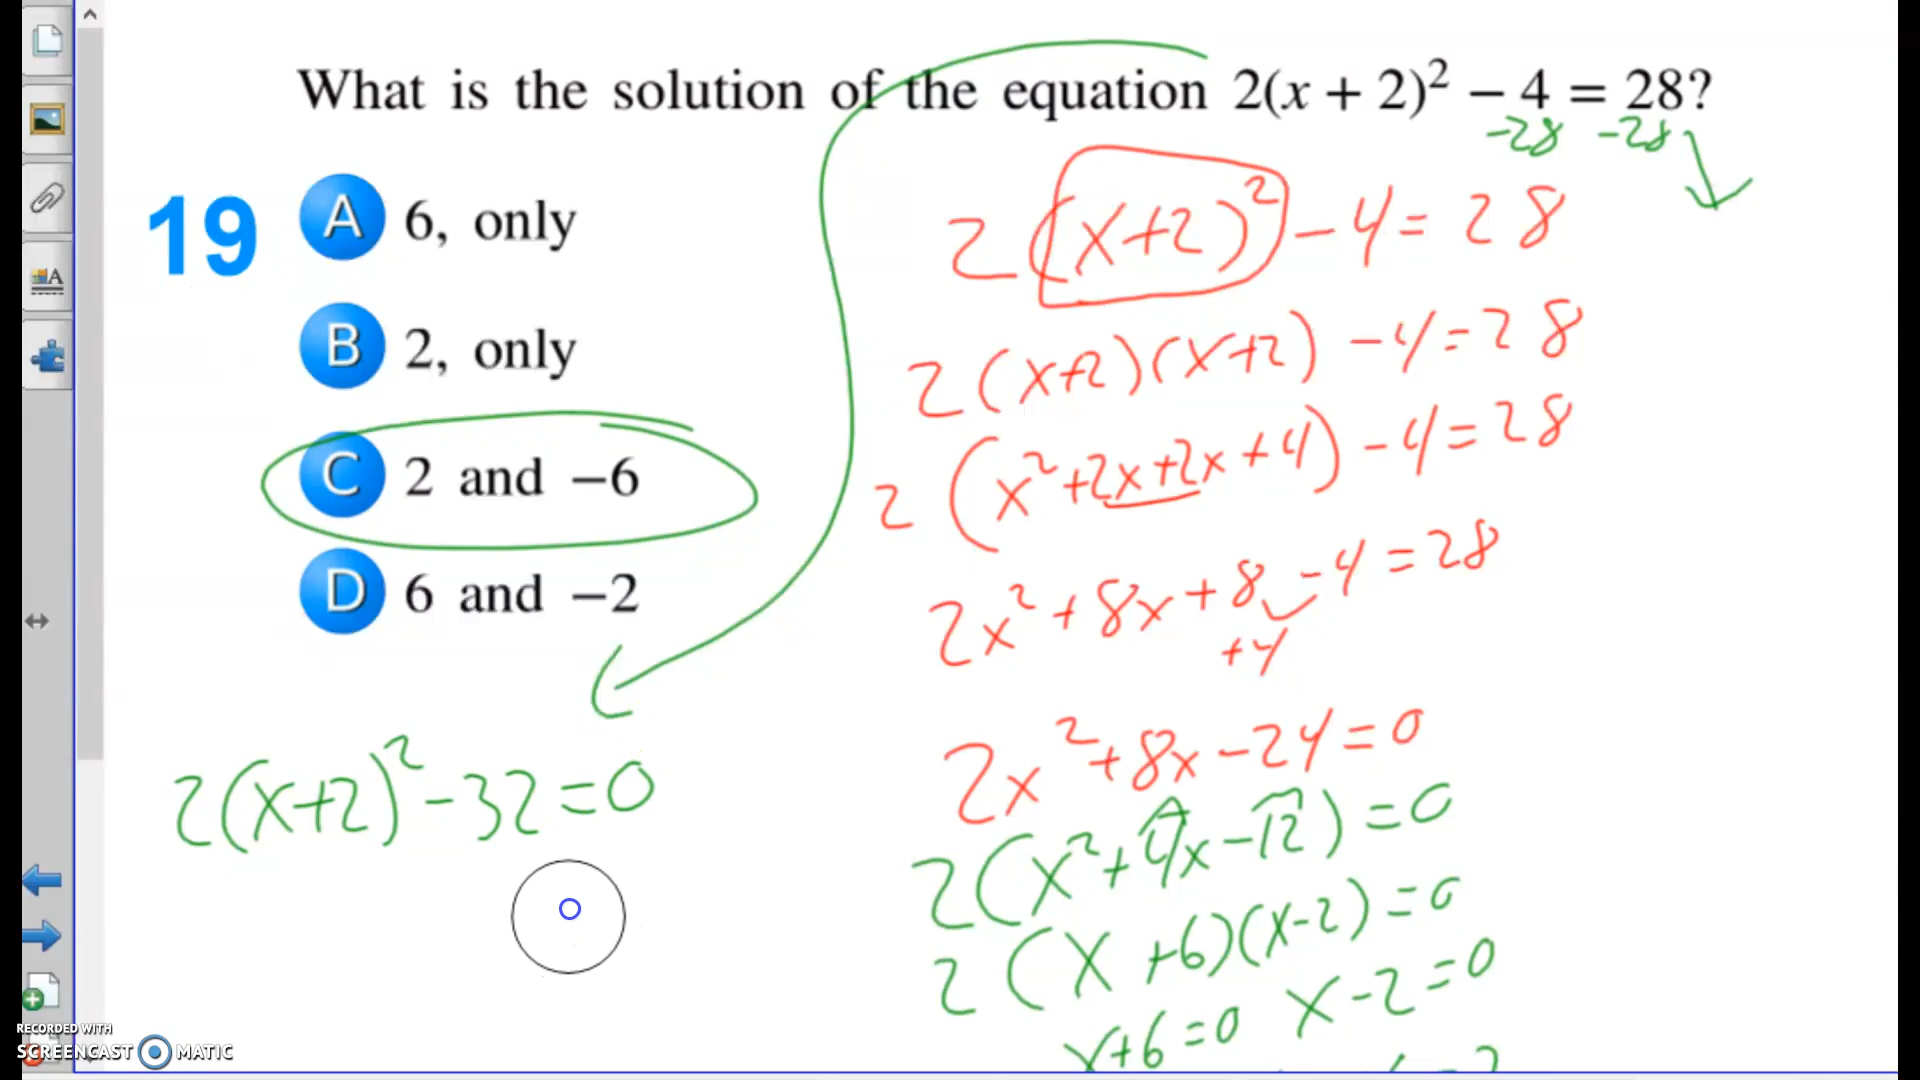 What is the solution of the equation 2(x + 2)² − 4 = 28?
-28 -28
19
A 6, only
B 2, only
C 2 and −6
D 6 and −2
2(x+2)²-4=28
2(x+2)(x+2)-4=28
2(x²+2x+2x+4)-4=28
2x²+8x+8-4=28
+4
2x²+8x-24=0
2(x²+4x-12)=0
2(x+6)(x-2)=0
x+6=0 x-2=0
2(x+2)²-32=0
RECORDED WITH
SCREENCAST MATIC